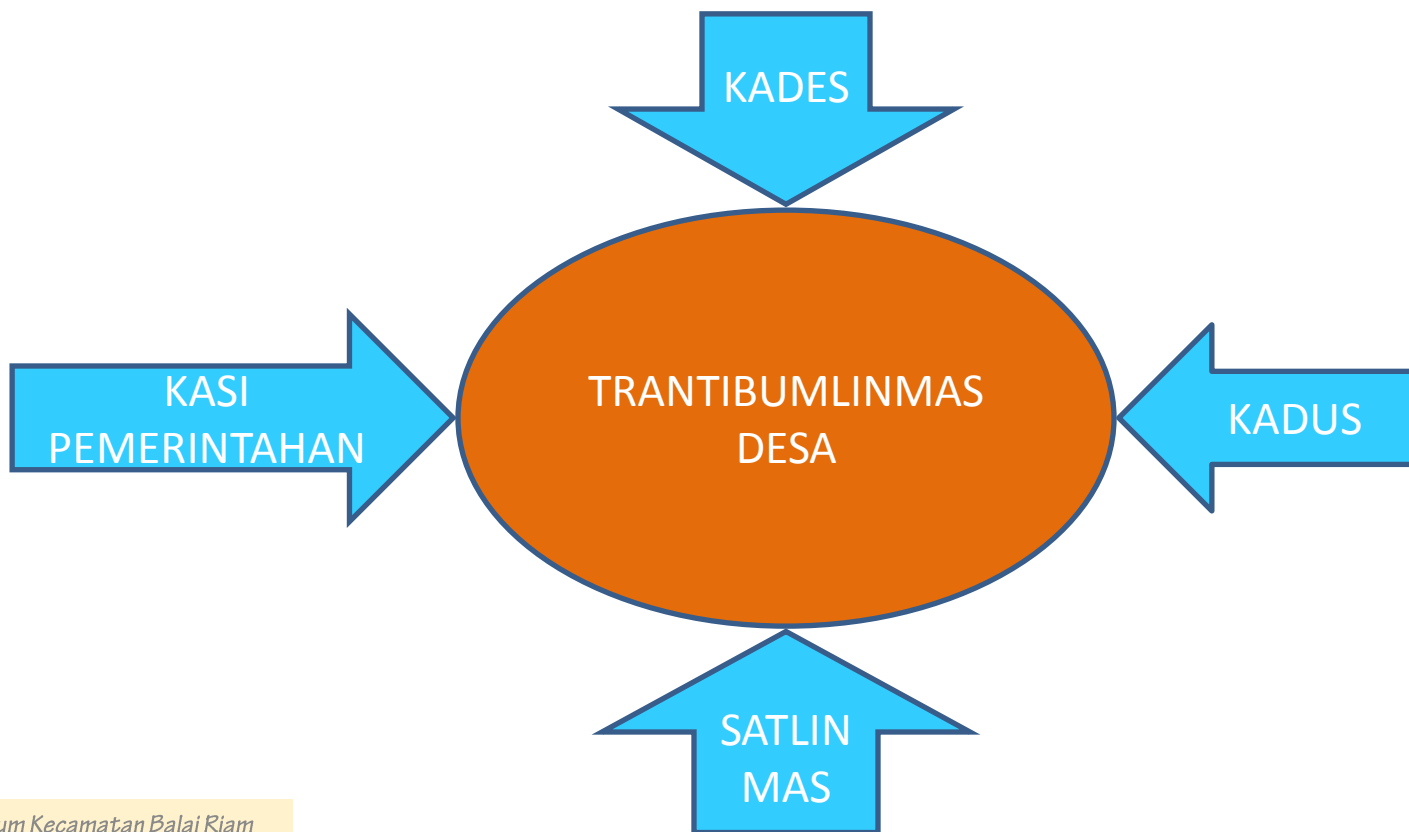 KADES
KASI
PEMERINTAHAN
TRANTIBUMLINMAS
DESA
KADUS
SATLIN
MAS
Kecamatan Balai Riam